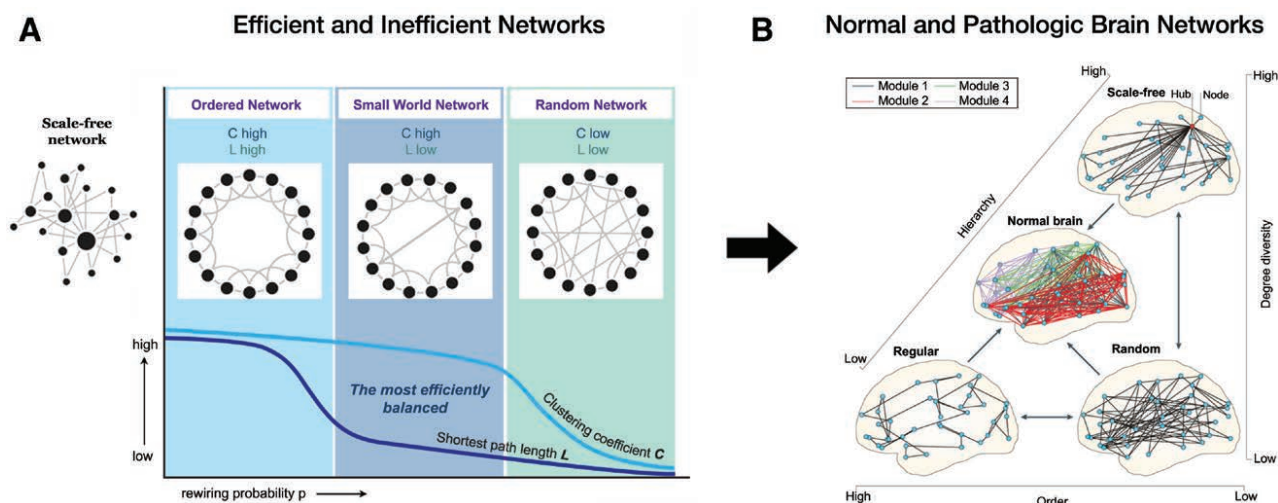 A
Efficient and Inefficient Networks
Scale-free
network
Ordered Network
Small World Network
Random Network
C high
L high
C high
L low
C low
L low
high
low
The most efficiently
balanced
Clustering coefficient C
Shortest path length L
rewiring probability p
B
Normal and Pathologic Brain Networks
Module 1
Module 2
Module 3
Module 4
High
Hierarchy
Low
Scale-free
Hub
Node
Normal brain
Regular
Random
High
Degree diversity
Low
High
Order
Low